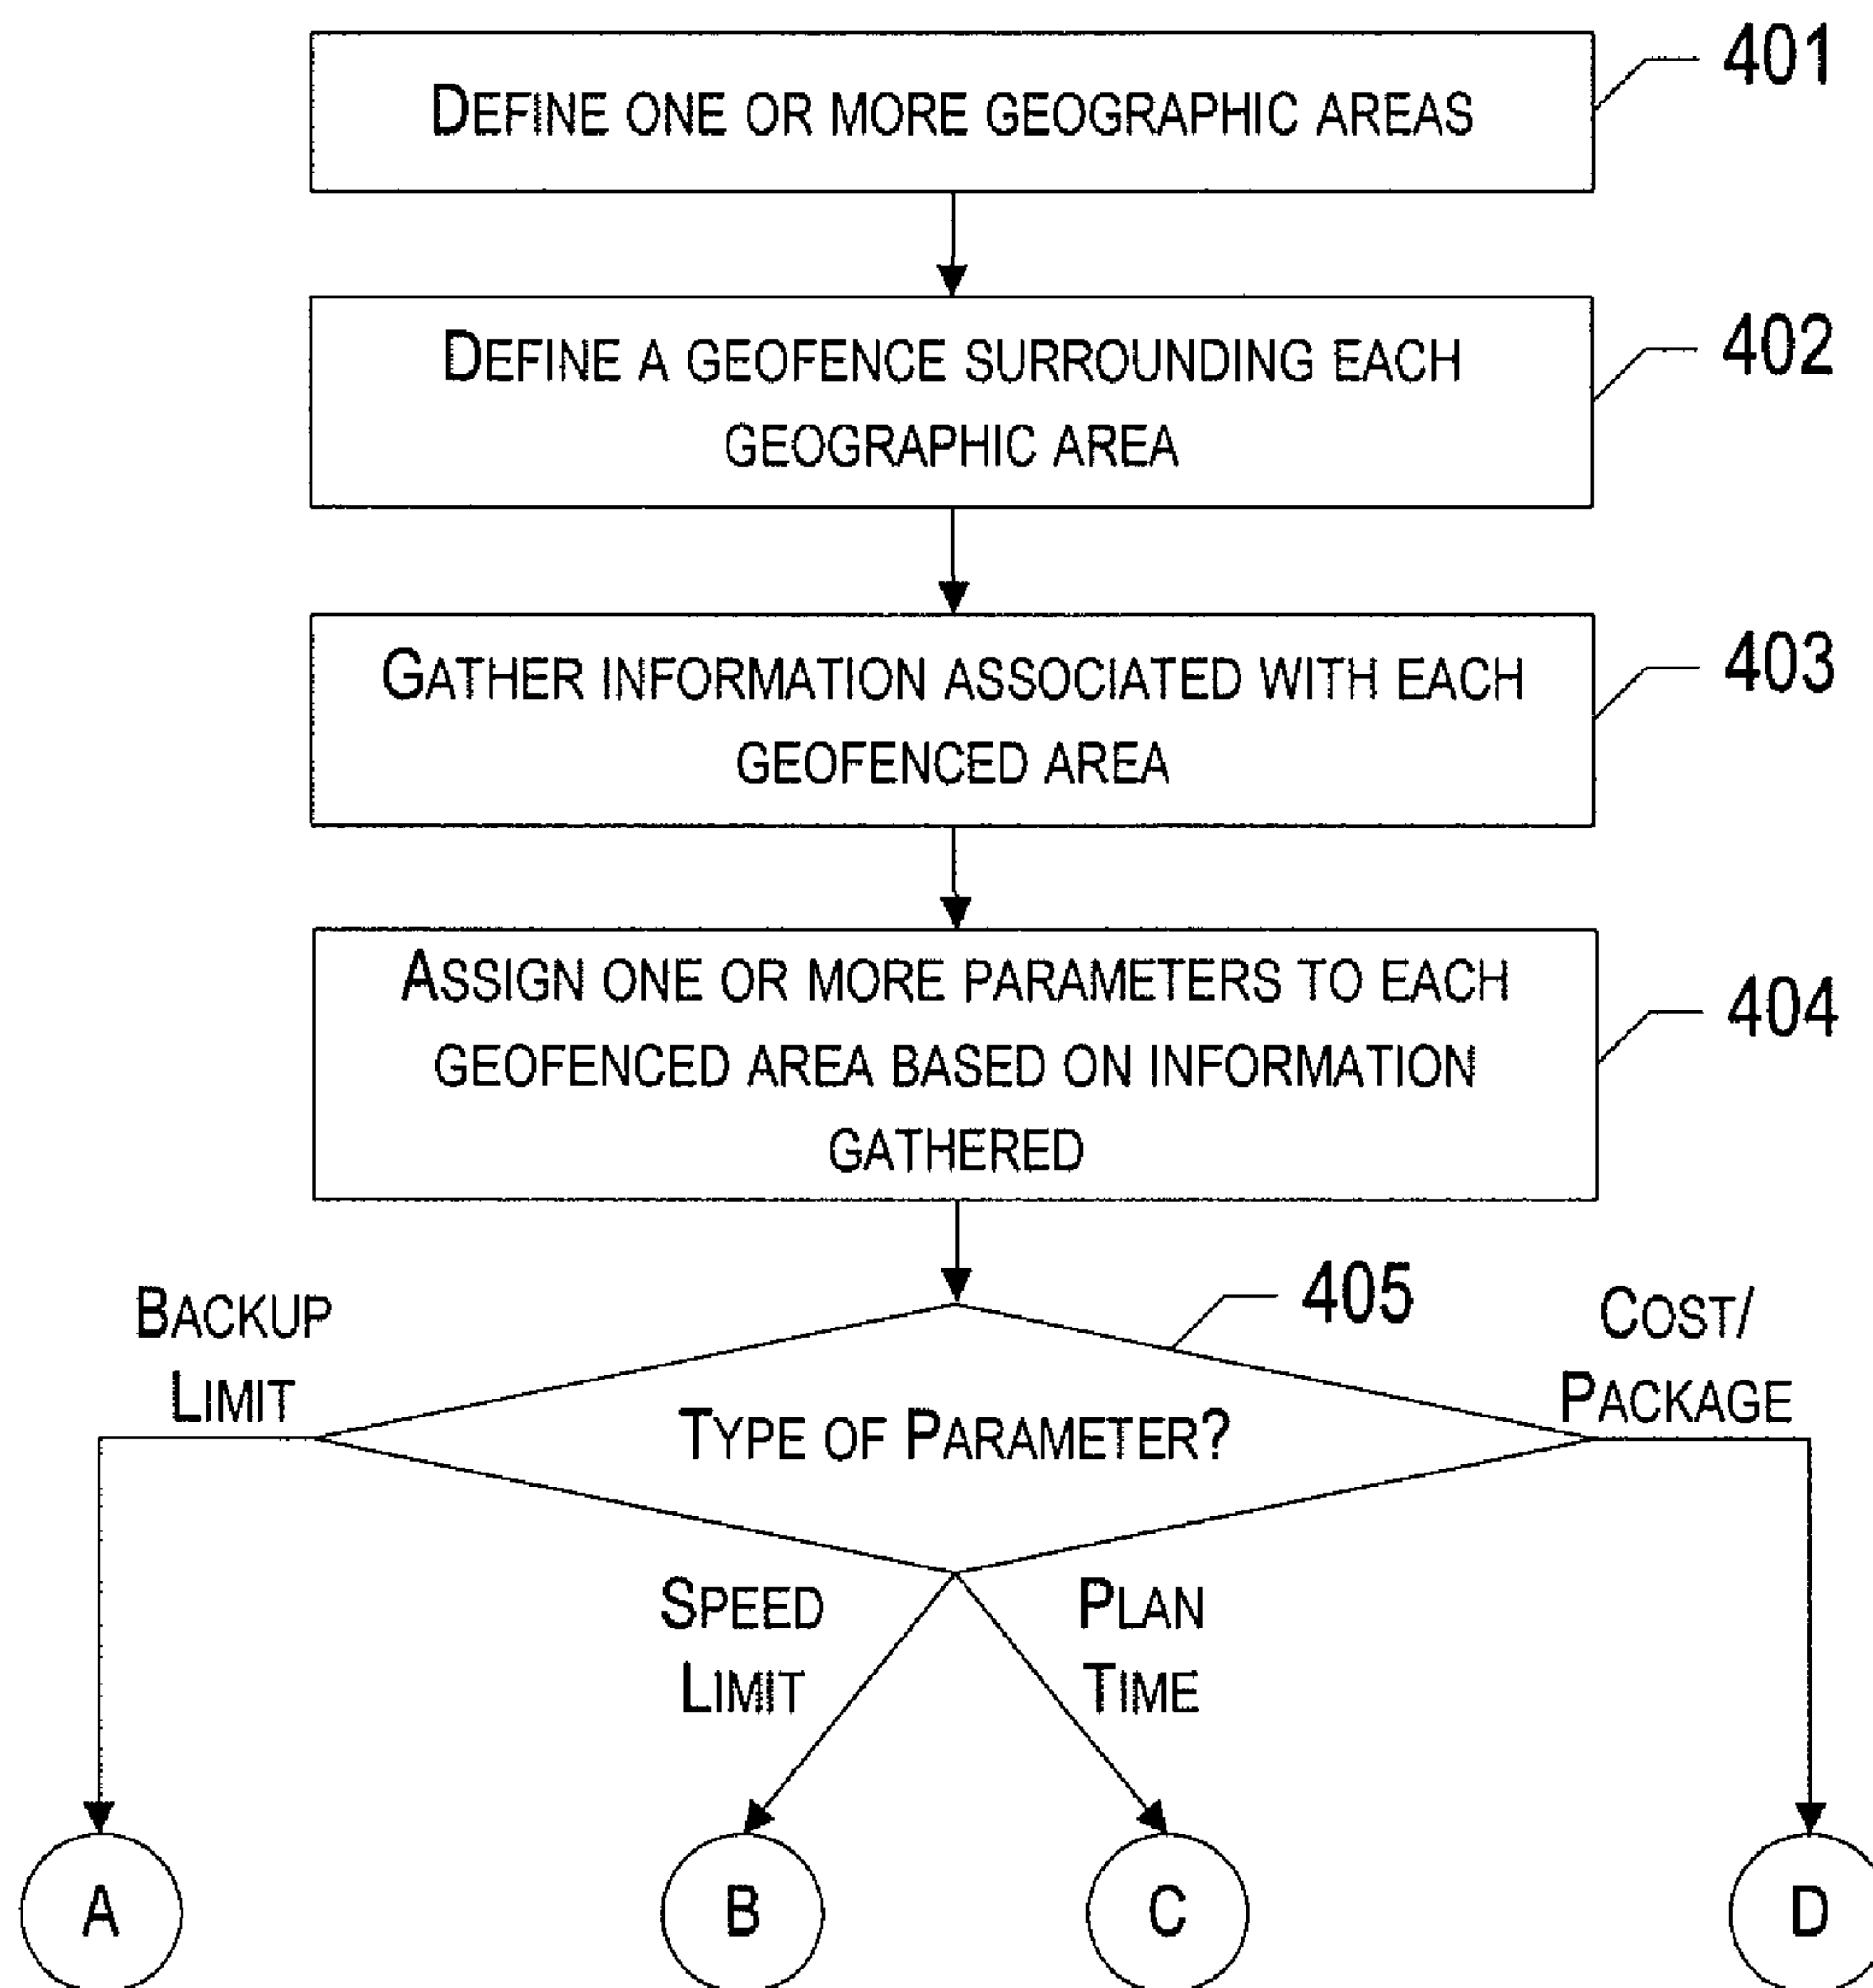 DEFINE ONE OR MORE GEOGRAPHIC AREAS
401
DEFINE A GEOFENCE SURROUNDING EACH
GEOGRAPHIC AREA
402
GATHER INFORMATION ASSOCIATED WITH EACH
GEOFENCED AREA
403
ASSIGN ONE OR MORE PARAMETERS TO EACH
GEOFENCED AREA BASED ON INFORMATION
GATHERED
404
405
BACKUP
LIMIT
COST/
PACKAGE
TYPE OF PARAMETER?
SPEED
LIMIT
PLAN
TIME
A
B
C
D